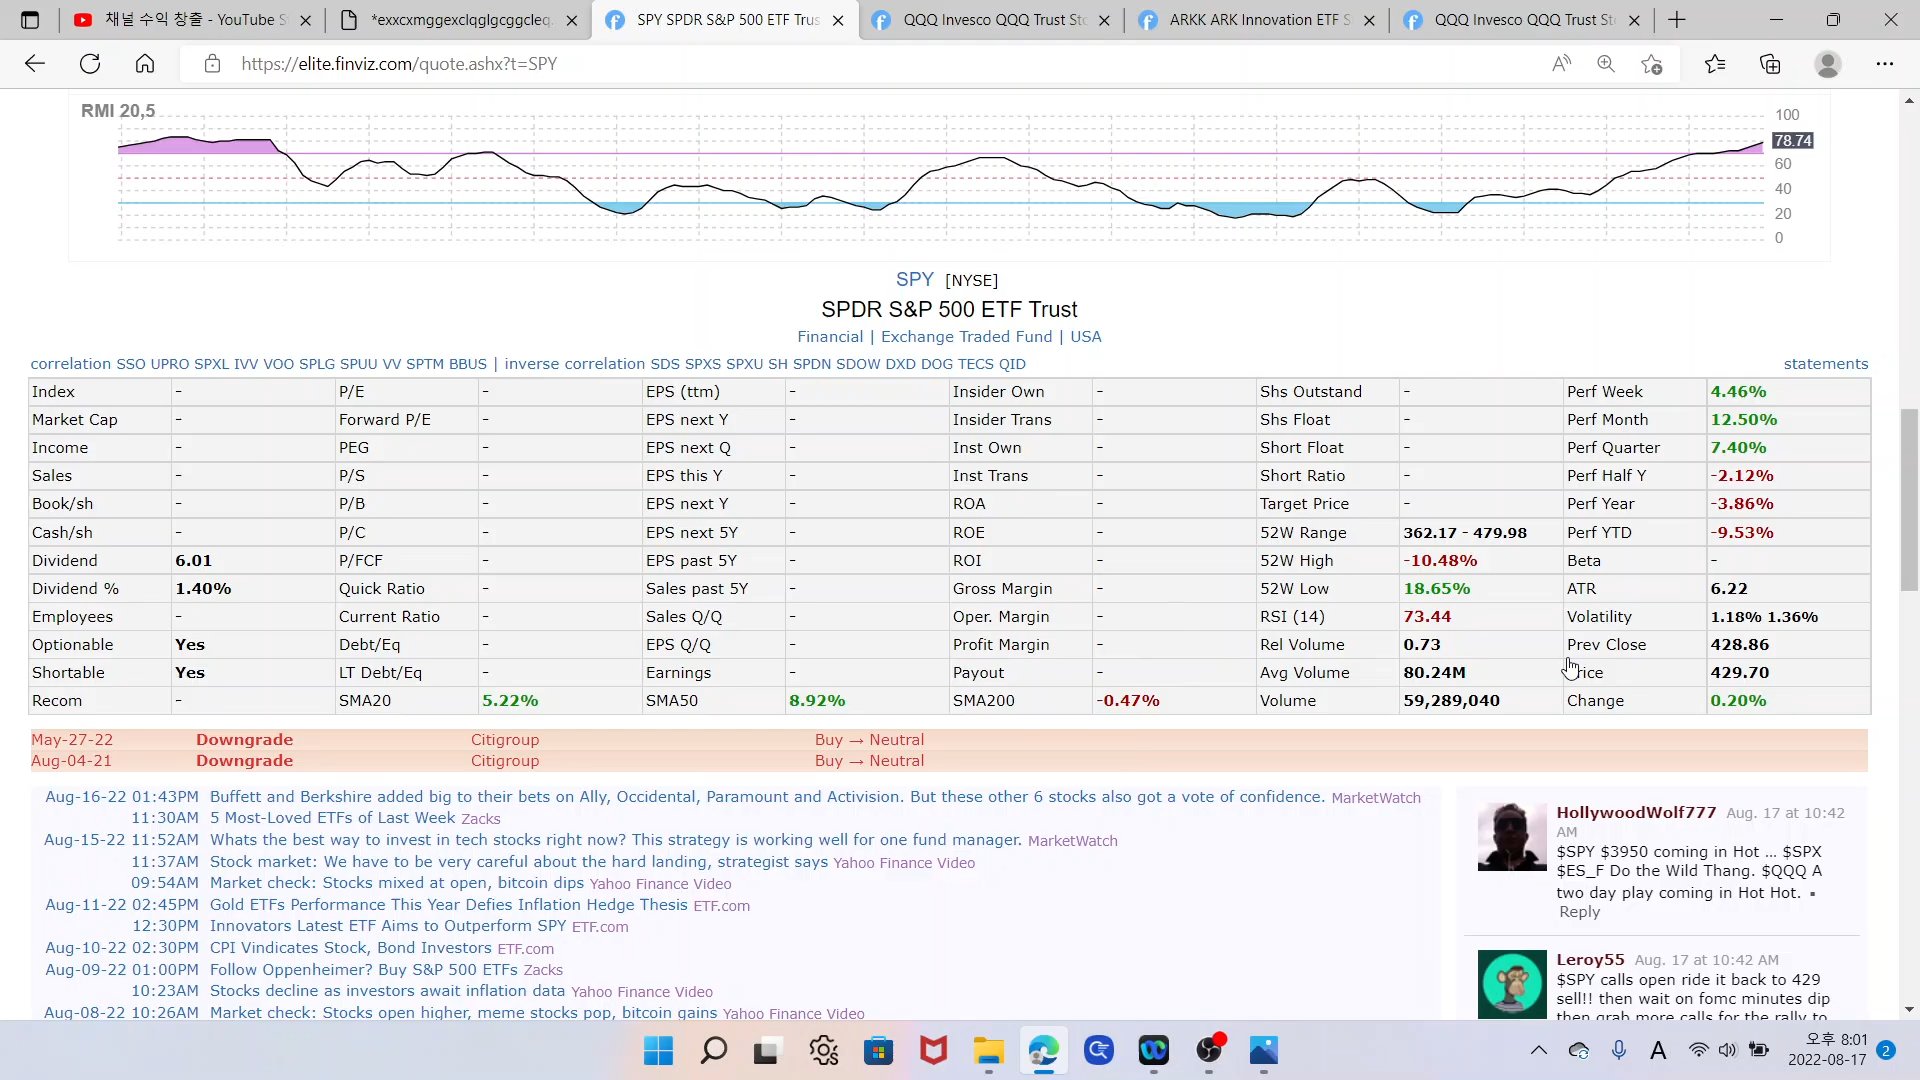 채널 수익 창출 - YouTube S
*exxcxmggexclqglgcggcleq
SPY SPDR S&P 500 ETF Trus
QQQ Invesco QQQ Trust Sto
ARKK ARK Innovation ETF S
QQQ Invesco QQQ Trust Sto
https://elite.finviz.com/quote.ashx?t=SPY
RMI 20,5
100
78.74
60
40
20
0
SPY [NYSE]
SPDR S&P 500 ETF Trust
Financial | Exchange Traded Fund | USA
correlation SSO UPRO SPXL IVV VOO SPLG SPUU VV SPTM BBUS | inverse correlation SDS SPXS SPXU SH SPDN SDOW DXD DOG TECS QID statements
Index - P/E - EPS (ttm) - Insider Own - Shs Outstand - Perf Week 4.46%
Market Cap - Forward P/E - EPS next Y - Insider Trans - Shs Float - Perf Month 12.50%
Income - PEG - EPS next Q - Inst Own - Short Float - Perf Quarter 7.40%
Sales - P/S - EPS this Y - Inst Trans - Short Ratio - Perf Half Y -2.12%
Book/sh - P/B - EPS next Y - ROA - Target Price - Perf Year -3.86%
Cash/sh - P/C - EPS next 5Y - ROE - 52W Range 362.17 - 479.98 Perf YTD -9.53%
Dividend 6.01 P/FCF - EPS past 5Y - ROI - 52W High -10.48% Beta -
Dividend % 1.40% Quick Ratio - Sales past 5Y - Gross Margin - 52W Low 18.65% ATR 6.22
Employees - Current Ratio - Sales Q/Q - Oper. Margin - RSI (14) 73.44 Volatility 1.18% 1.36%
Optionable Yes Debt/Eq - EPS Q/Q - Profit Margin - Rel Volume 0.73 Prev Close 428.86
Shortable Yes LT Debt/Eq - Earnings - Payout - Avg Volume 80.24M rice 429.70
Recom - SMA20 5.22% SMA50 8.92% SMA200 -0.47% Volume 59,289,040 Change 0.20%
May-27-22 Downgrade Citigroup Buy → Neutral
Aug-04-21 Downgrade Citigroup Buy → Neutral
Aug-16-22 01:43PM Buffett and Berkshire added big to their bets on Ally, Occidental, Paramount and Activision. But these other 6 stocks also got a vote of confidence. MarketWatch
11:30AM 5 Most-Loved ETFs of Last Week Zacks
Aug-15-22 11:52AM Whats the best way to invest in tech stocks right now? This strategy is working well for one fund manager. MarketWatch
11:37AM Stock market: We have to be very careful about the hard landing, strategist says Yahoo Finance Video
09:54AM Market check: Stocks mixed at open, bitcoin dips Yahoo Finance Video
Aug-11-22 02:45PM Gold ETFs Performance This Year Defies Inflation Hedge Thesis ETF.com
12:30PM Innovators Latest ETF Aims to Outperform SPY ETF.com
Aug-10-22 02:30PM CPI Vindicates Stock, Bond Investors ETF.com
Aug-09-22 01:00PM Follow Oppenheimer? Buy S&P 500 ETFs Zacks
10:23AM Stocks decline as investors await inflation data Yahoo Finance Video
Aug-08-22 10:26AM Market check: Stocks open higher, meme stocks pop, bitcoin gains Yahoo Finance Video
HollywoodWolf777 Aug. 17 at 10:42
AM
$SPY $3950 coming in Hot ... $SPX
$ES_F Do the Wild Thang. $QQQ A
two day play coming in Hot Hot. ▪
Reply
Leroy55 Aug. 17 at 10:42 AM
$SPY calls open ride it back to 429
sell!! then wait on fomc minutes dip
then grab more calls for the rally to
A
오후 8:01
2022-08-17
2